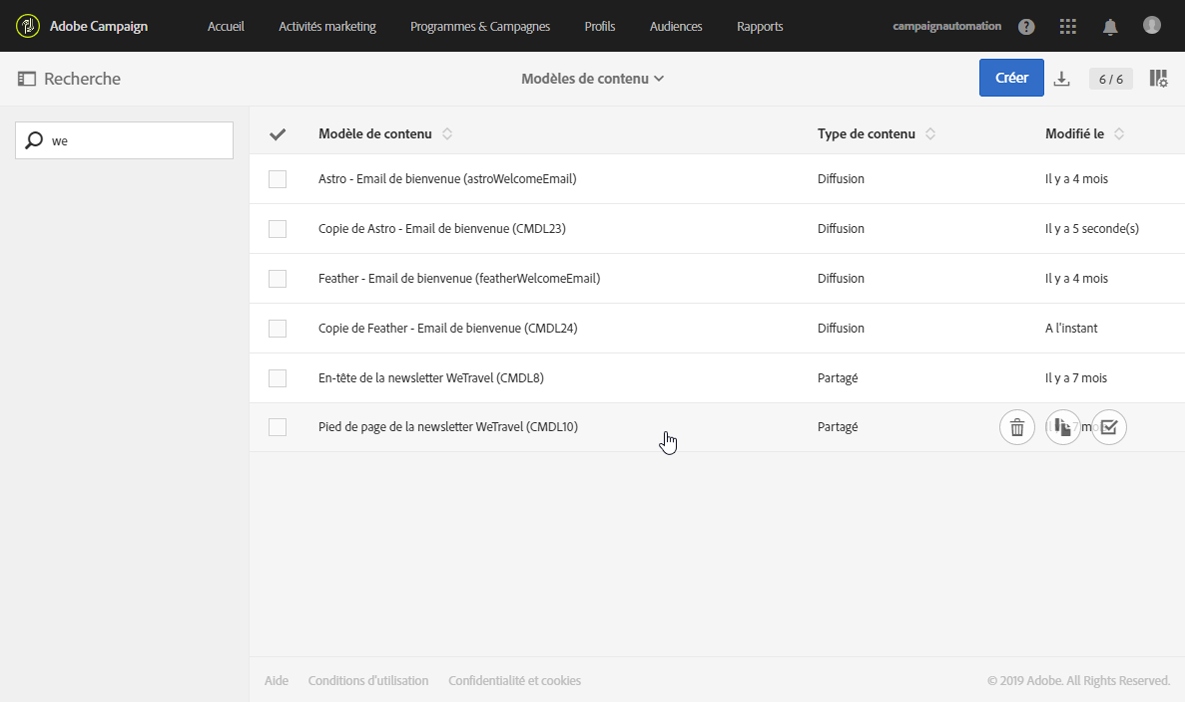 Adobe Campaign Accueil Activités marketing Programmes & Campagnes Profils Audiences Rapports campaignautomation ?
Recherche Modèles de contenu Créer 6 / 6
we
Modèle de contenu Type de contenu Modifié le
Astro - Email de bienvenue (astroWelcomeEmail) Diffusion Il y a 4 mois
Copie de Astro - Email de bienvenue (CMDL23) Diffusion Il y a 5 seconde(s)
Feather - Email de bienvenue (featherWelcomeEmail) Diffusion Il y a 4 mois
Copie de Feather - Email de bienvenue (CMDL24) Diffusion A l'instant
En-tête de la newsletter WeTravel (CMDL8) Partagé Il y a 7 mois
Pied de page de la newsletter WeTravel (CMDL10) Partagé
Aide Conditions d'utilisation Confidentialité et cookies © 2019 Adobe. All Rights Reserved.